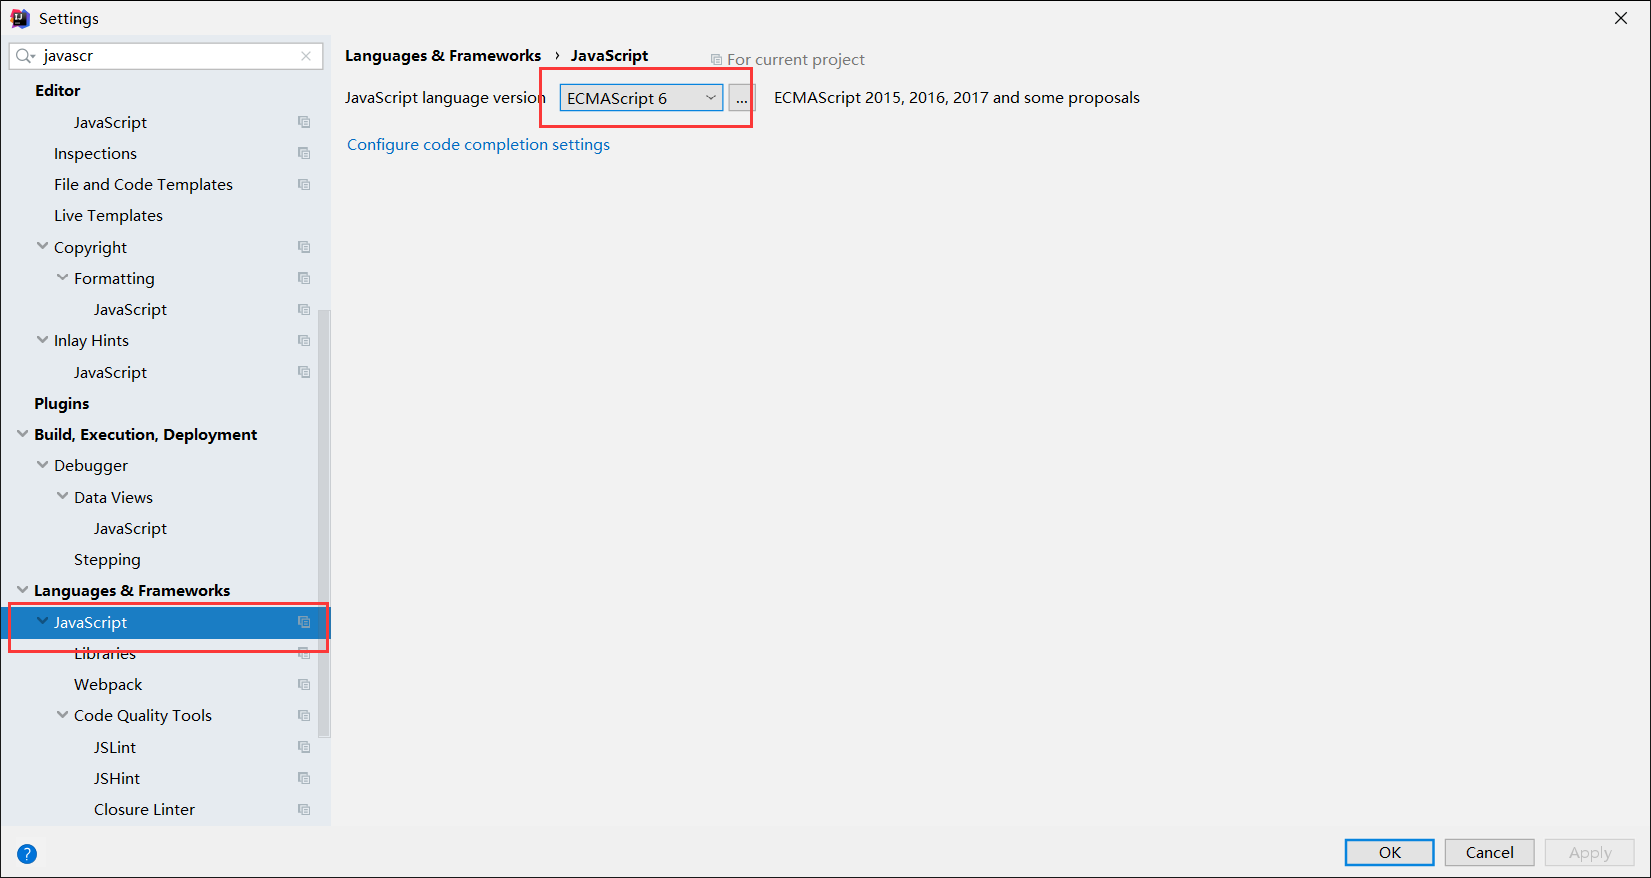 Settings
javascr
Editor
JavaScript
Inspections
File and Code Templates
Live Templates
Copyright
Formatting
JavaScript
Inlay Hints
JavaScript
Plugins
Build, Execution, Deployment
Debugger
Data Views
JavaScript
Stepping
Languages & Frameworks
JavaScript
Libraries
Webpack
Code Quality Tools
JSLint
JSHint
Closure Linter
Languages & Frameworks › JavaScript For current project
JavaScript language version ECMAScript 6 ... ECMAScript 2015, 2016, 2017 and some proposals
Configure code completion settings
? OK Cancel Apply